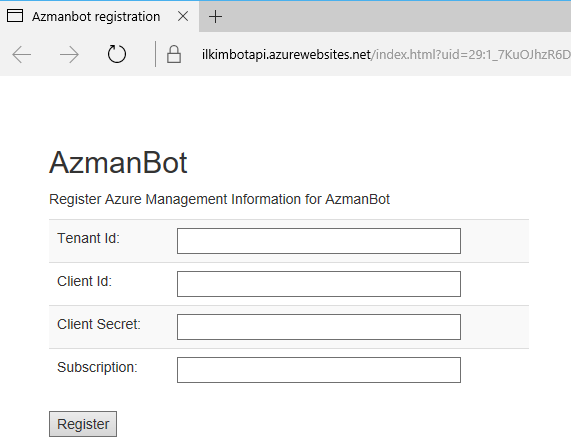 Azmanbot registration
ilkimbotapi.azurewebsites.net/index.html?uid=29:1_7KuOJhzR6D
AzmanBot
Register Azure Management Information for AzmanBot
Tenant Id:
Client Id:
Client Secret:
Subscription:
Register